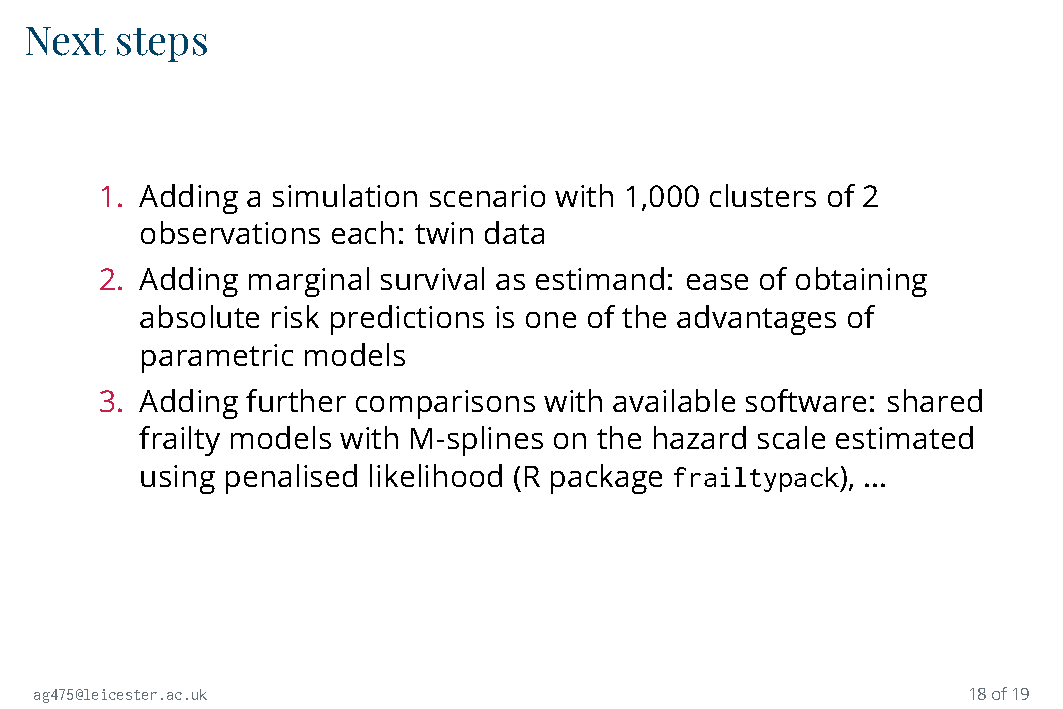 Next steps
1. Adding a simulation scenario with 1,000 clusters of 2
observations each: twin data
2. Adding marginal survival as estimand: ease of obtaining
absolute risk predictions is one of the advantages of
parametric models
3. Adding further comparisons with available software: shared
frailty models with M-splines on the hazard scale estimated
using penalised likelihood (R package frailtypack), ...
ag475@leicester.ac.uk
18 of 19